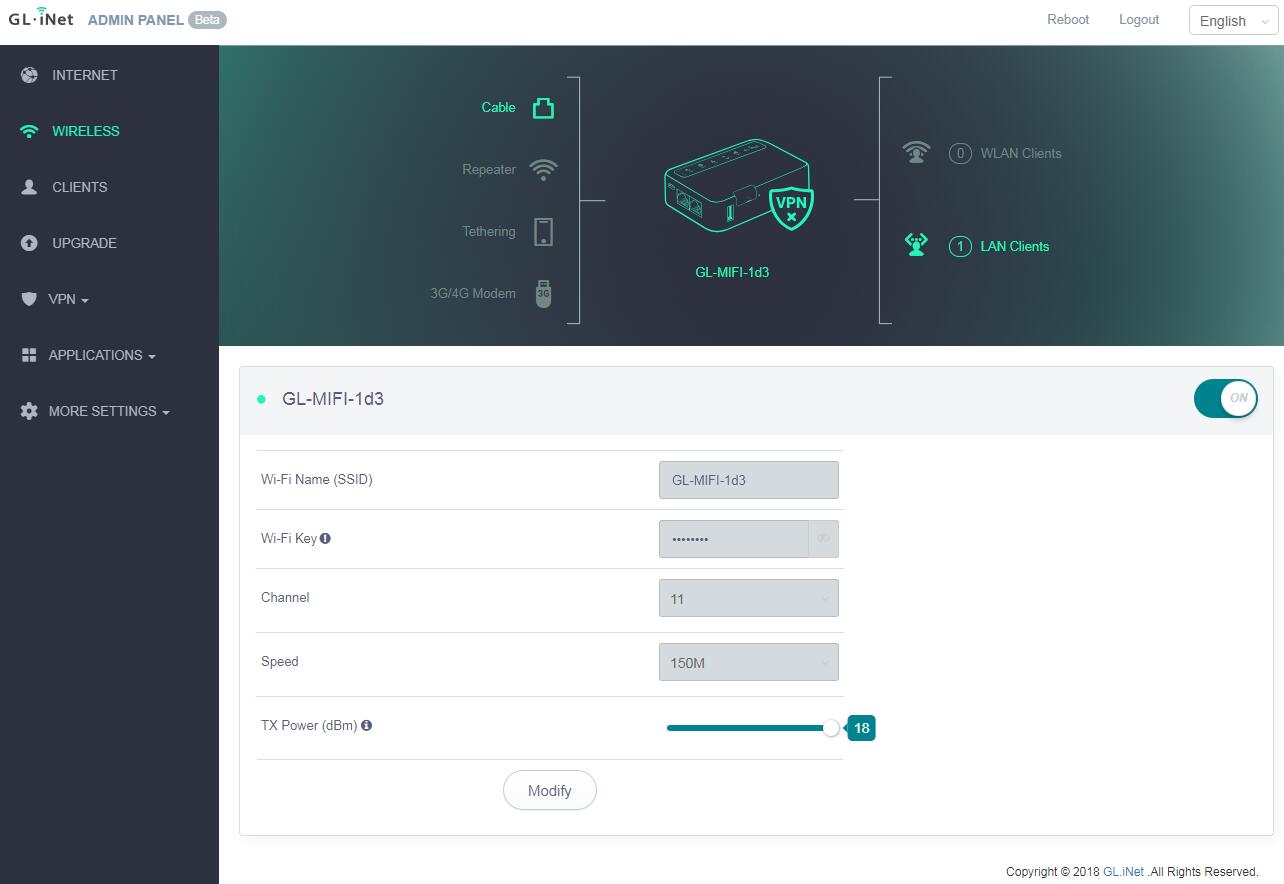 GL·iNet ADMIN PANEL Beta
Reboot Logout English
INTERNET
WIRELESS
CLIENTS
UPGRADE
VPN
APPLICATIONS
MORE SETTINGS
Cable
Repeater
Tethering
3G/4G Modem 3G
VPN
GL-MIFI-1d3
0 WLAN Clients
1 LAN Clients
GL-MIFI-1d3 ON
Wi-Fi Name (SSID) GL-MIFI-1d3
Wi-Fi Key ••••••••
Channel 11
Speed 150M
TX Power (dBm) 18
Modify
Copyright © 2018 GL.iNet .All Rights Reserved.